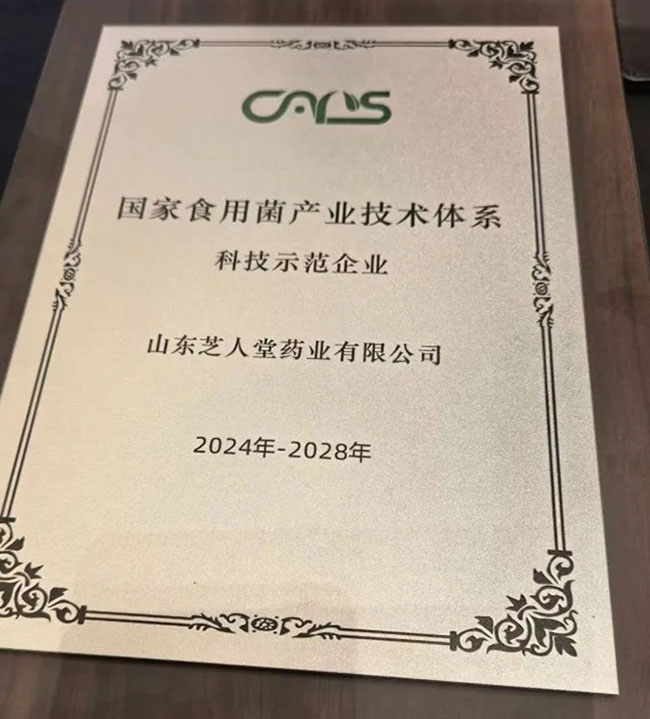 CARS
国家食用菌产业技术体系
科技示范企业
山东芝人堂药业有限公司
2024年-2028年